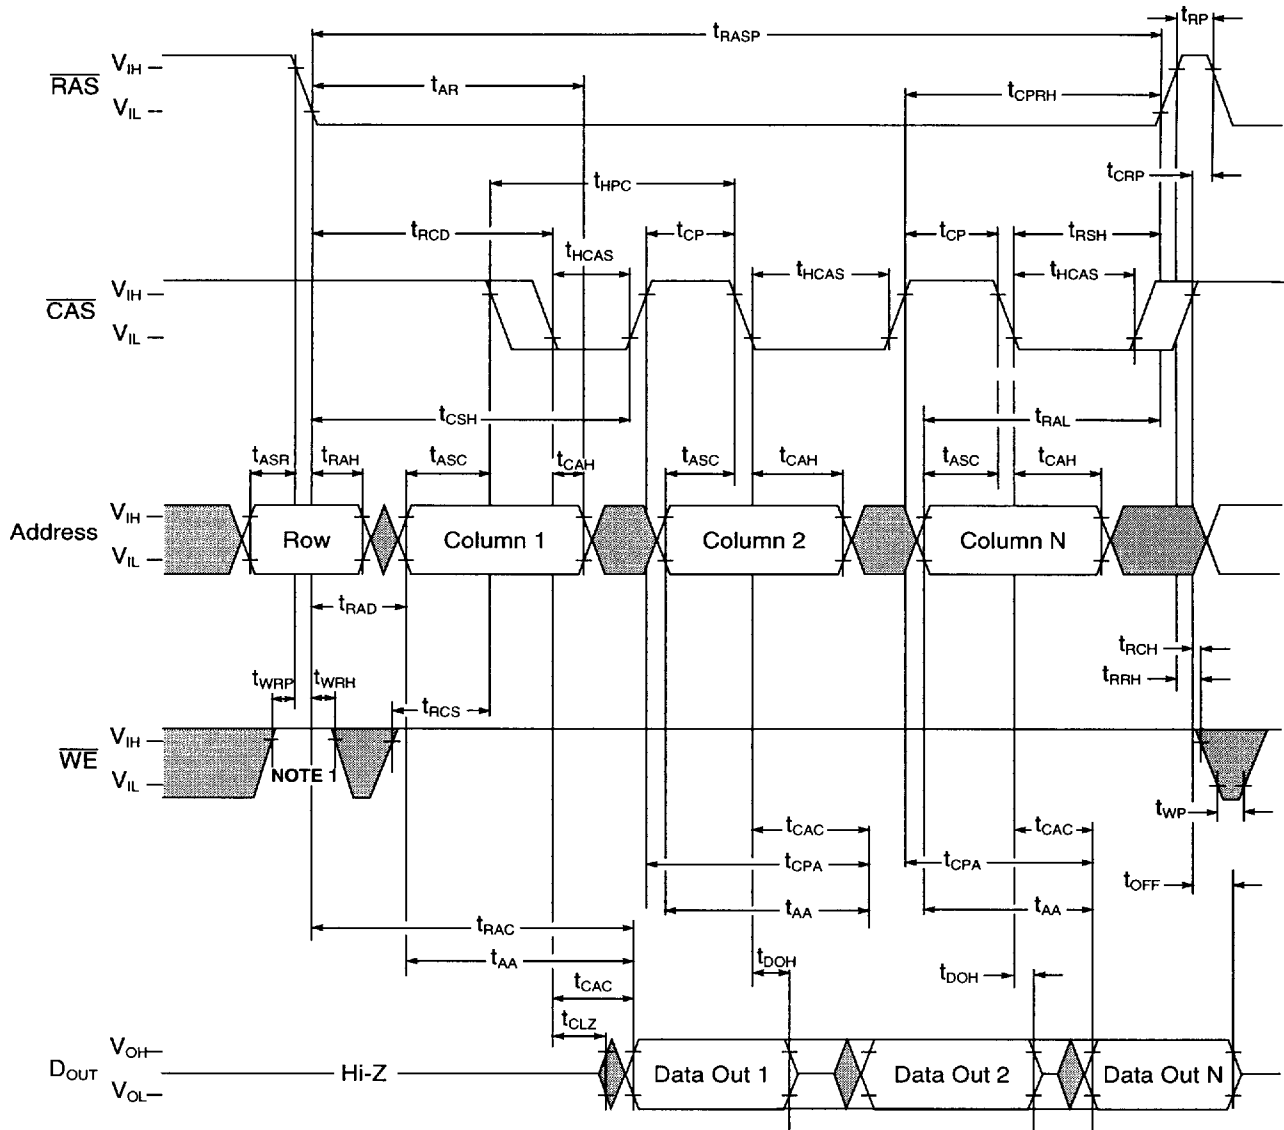 tRP
tRASP
VIH
RAS
tAR
tCPRH
VIL
tCRP
tHPC
tRCD
tCP
tCP
tRSH
tHCAS
tHCAS
tHCAS
VIH
CAS
VIL
tCSH
tRAL
tASR
tRAH
tASC
tCAH
tASC
tCAH
tASC
tCAH
VIH
Address
Row
Column 1
Column 2
Column N
VIL
tRAD
tRCH
tWRP
tWRH
tRRH
tRCS
VIH
WE
NOTE 1
VIL
tWP
tCAC
tCAC
tCPA
tCPA
tOFF
tAA
tAA
tRAC
tAA
tDOH
tDOH
tCAC
tCLZ
VOH
DOUT
Hi-Z
Data Out 1
Data Out 2
Data Out N
VOL